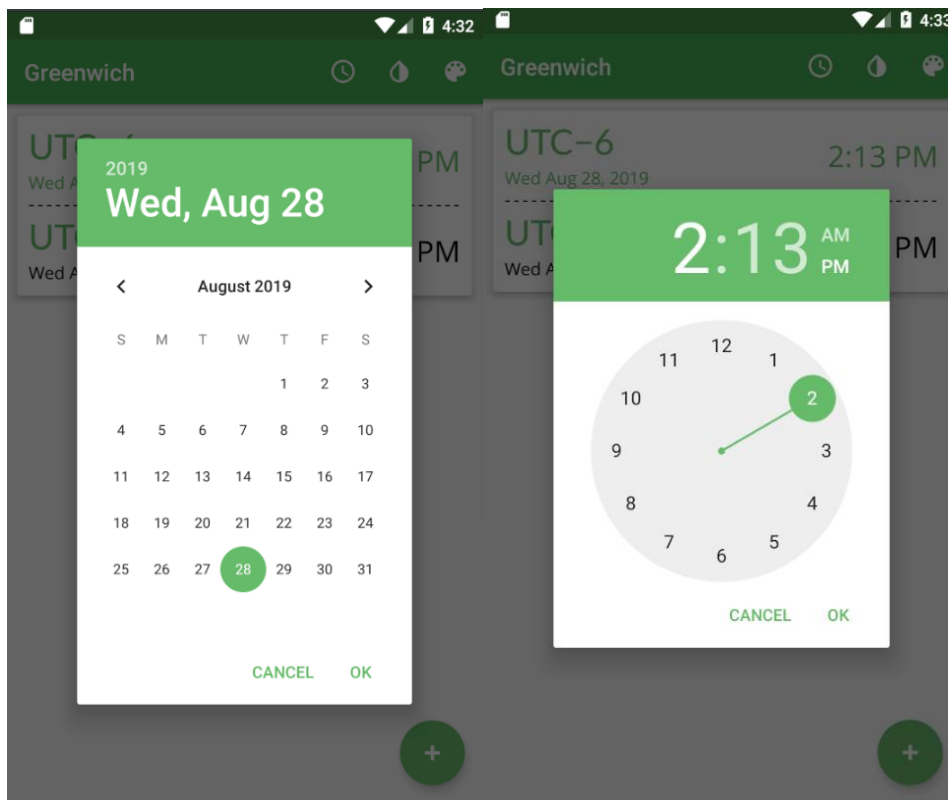 4:32
Greenwich
UT
PM
Wed A
UT
PM
Wed A
2019
Wed, Aug 28
August 2019
S M T W T F S
1 2 3
4 5 6 7 8 9 10
11 12 13 14 15 16 17
18 19 20 21 22 23 24
25 26 27 28 29 30 31
CANCEL OK
+
4:33
Greenwich
UTC−6
2:13 PM
Wed Aug 28, 2019
UT
PM
Wed A
2:13 AM
PM
12
11 1
10 2
9 3
8 4
7 5
6
CANCEL OK
+